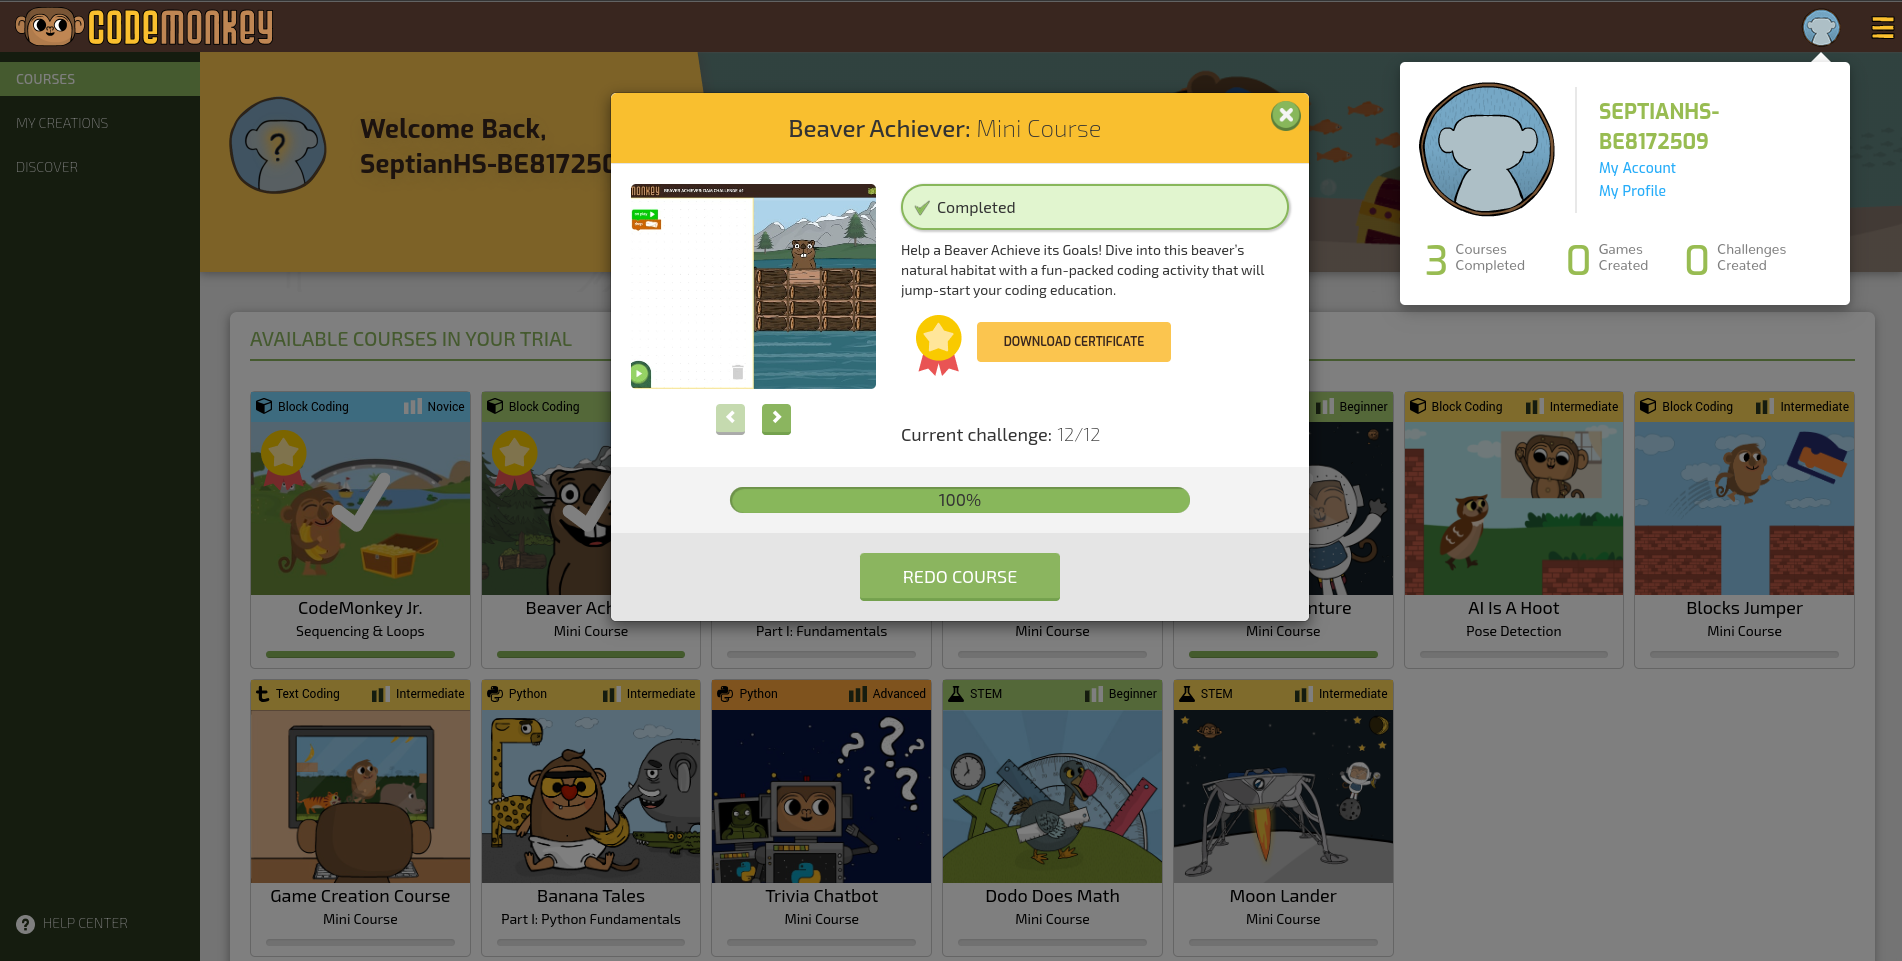 CODEMONKEY
COURSES
MY CREATIONS
DISCOVER
HELP CENTER
Welcome Back,
SeptianHS-BE817250
SEPTIANHS-
BE8172509
My Account
My Profile
3 Courses Completed
0 Games Created
0 Challenges Created
Beaver Achiever: Mini Course
Completed
Help a Beaver Achieve its Goals! Dive into this beaver's
natural habitat with a fun-packed coding activity that will
jump-start your coding education.
DOWNLOAD CERTIFICATE
Current challenge: 12/12
100%
REDO COURSE
AVAILABLE COURSES IN YOUR TRIAL
Block Coding Novice
CodeMonkey Jr.
Sequencing & Loops
Block Coding
Beaver Ach
Mini Course
Part I: Fundamentals
Mini Course
Beginner
nture
Mini Course
Block Coding Intermediate
AI Is A Hoot
Pose Detection
Block Coding Intermediate
Blocks Jumper
Mini Course
Text Coding Intermediate
Game Creation Course
Mini Course
Python Intermediate
Banana Tales
Part I: Python Fundamentals
Python Advanced
Trivia Chatbot
Mini Course
STEM Beginner
Dodo Does Math
Mini Course
STEM Intermediate
Moon Lander
Mini Course